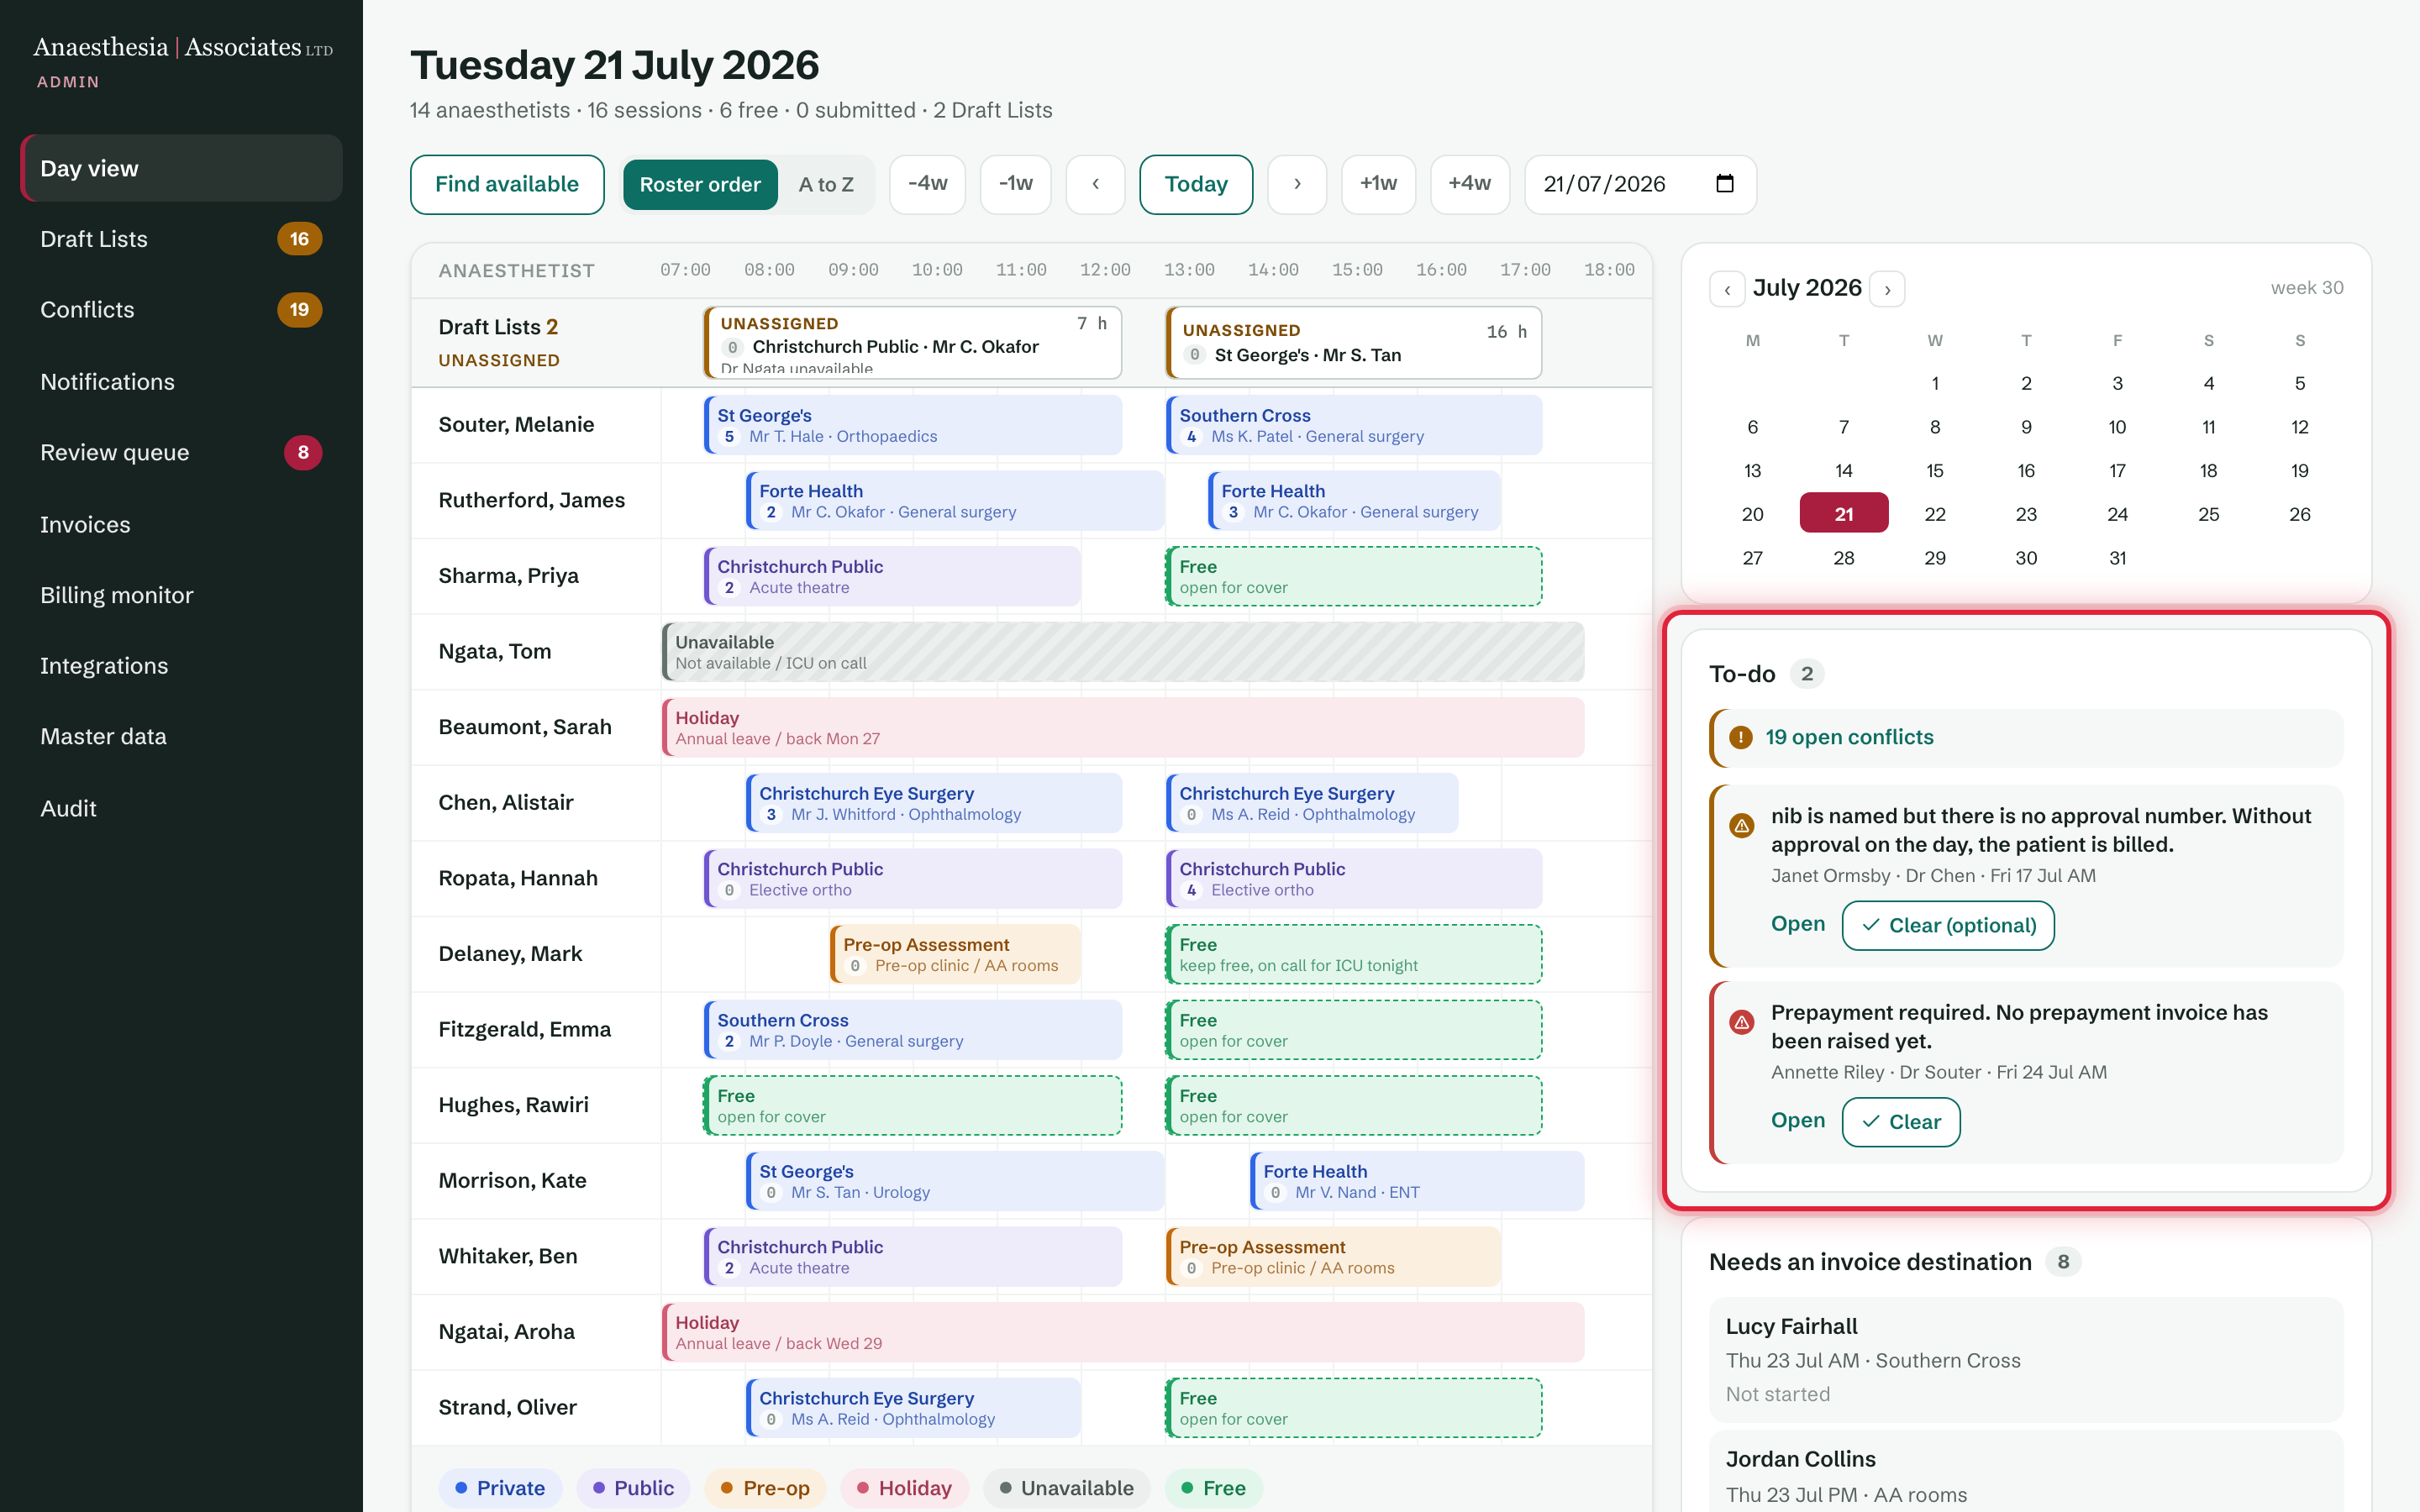 Anaesthesia | Associates LTD
ADMIN
Day view
Draft Lists 16
Conflicts 19
Notifications
Review queue 8
Invoices
Billing monitor
Integrations
Master data
Audit
Tuesday 21 July 2026
14 anaesthetists · 16 sessions · 6 free · 0 submitted · 2 Draft Lists
Find available Roster order A to Z -4w -1w ‹ Today › +1w +4w 21/07/2026
ANAESTHETIST 07:00 08:00 09:00 10:00 11:00 12:00 13:00 14:00 15:00 16:00 17:00 18:00
Draft Lists 2
UNASSIGNED
UNASSIGNED 7 h
0 Christchurch Public · Mr C. Okafor
Dr Ngata unavailable
UNASSIGNED 16 h
0 St George's · Mr S. Tan
Souter, Melanie
St George's
5 Mr T. Hale · Orthopaedics
Southern Cross
4 Ms K. Patel · General surgery
Rutherford, James
Forte Health
2 Mr C. Okafor · General surgery
Forte Health
3 Mr C. Okafor · General surgery
Sharma, Priya
Christchurch Public
2 Acute theatre
Free
open for cover
Ngata, Tom
Unavailable
Not available / ICU on call
Beaumont, Sarah
Holiday
Annual leave / back Mon 27
Chen, Alistair
Christchurch Eye Surgery
3 Mr J. Whitford · Ophthalmology
Christchurch Eye Surgery
0 Ms A. Reid · Ophthalmology
Ropata, Hannah
Christchurch Public
0 Elective ortho
Christchurch Public
4 Elective ortho
Delaney, Mark
Pre-op Assessment
0 Pre-op clinic / AA rooms
Free
keep free, on call for ICU tonight
Fitzgerald, Emma
Southern Cross
2 Mr P. Doyle · General surgery
Free
open for cover
Hughes, Rawiri
Free
open for cover
Free
open for cover
Morrison, Kate
St George's
0 Mr S. Tan · Urology
Forte Health
0 Mr V. Nand · ENT
Whitaker, Ben
Christchurch Public
2 Acute theatre
Pre-op Assessment
0 Pre-op clinic / AA rooms
Ngatai, Aroha
Holiday
Annual leave / back Wed 29
Strand, Oliver
Christchurch Eye Surgery
0 Ms A. Reid · Ophthalmology
Free
open for cover
Private Public Pre-op Holiday Unavailable Free
‹ July 2026 › week 30
M T W T F S S
1 2 3 4 5
6 7 8 9 10 11 12
13 14 15 16 17 18 19
20 21 22 23 24 25 26
27 28 29 30 31
To-do 2
19 open conflicts
nib is named but there is no approval number. Without
approval on the day, the patient is billed.
Janet Ormsby · Dr Chen · Fri 17 Jul AM
Open ✓ Clear (optional)
Prepayment required. No prepayment invoice has
been raised yet.
Annette Riley · Dr Souter · Fri 24 Jul AM
Open ✓ Clear
Needs an invoice destination 8
Lucy Fairhall
Thu 23 Jul AM · Southern Cross
Not started
Jordan Collins
Thu 23 Jul PM · AA rooms